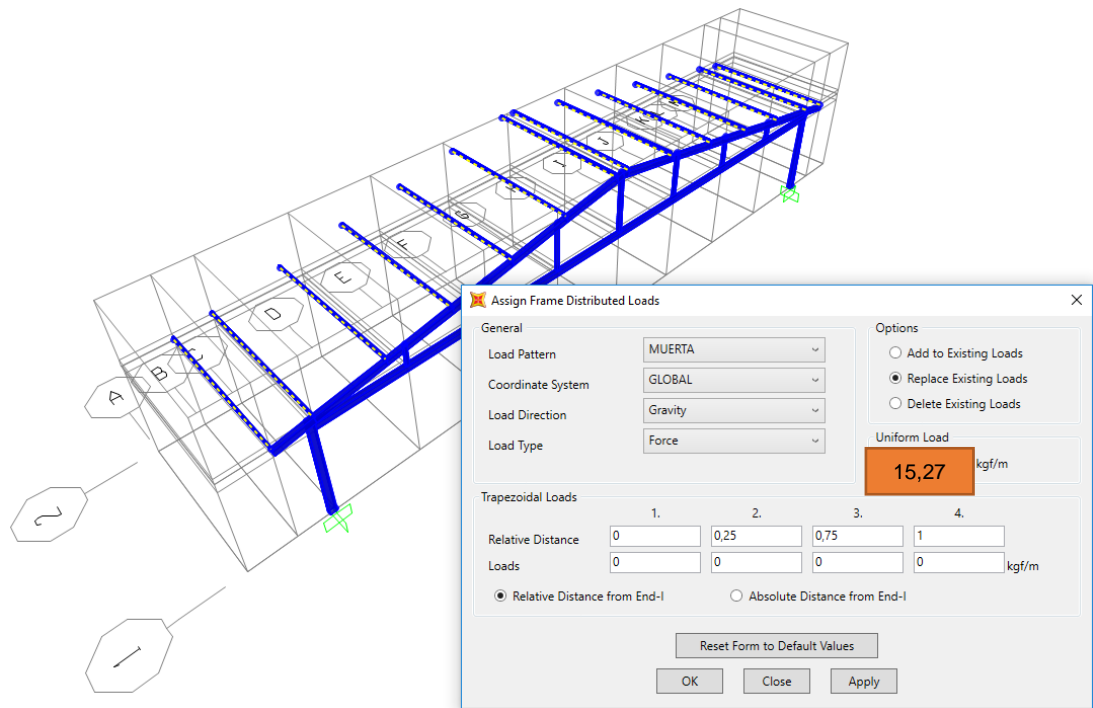 A
B
C
D
E
F
G
H
I
J
K
2
1
Assign Frame Distributed Loads
General
Load Pattern MUERTA
Coordinate System GLOBAL
Load Direction Gravity
Load Type Force
Options
Add to Existing Loads
Replace Existing Loads
Delete Existing Loads
Uniform Load
15,27 kgf/m
Trapezoidal Loads
1. 2. 3. 4.
Relative Distance 0 0,25 0,75 1
Loads 0 0 0 0 kgf/m
Relative Distance from End-I Absolute Distance from End-I
Reset Form to Default Values
OK Close Apply